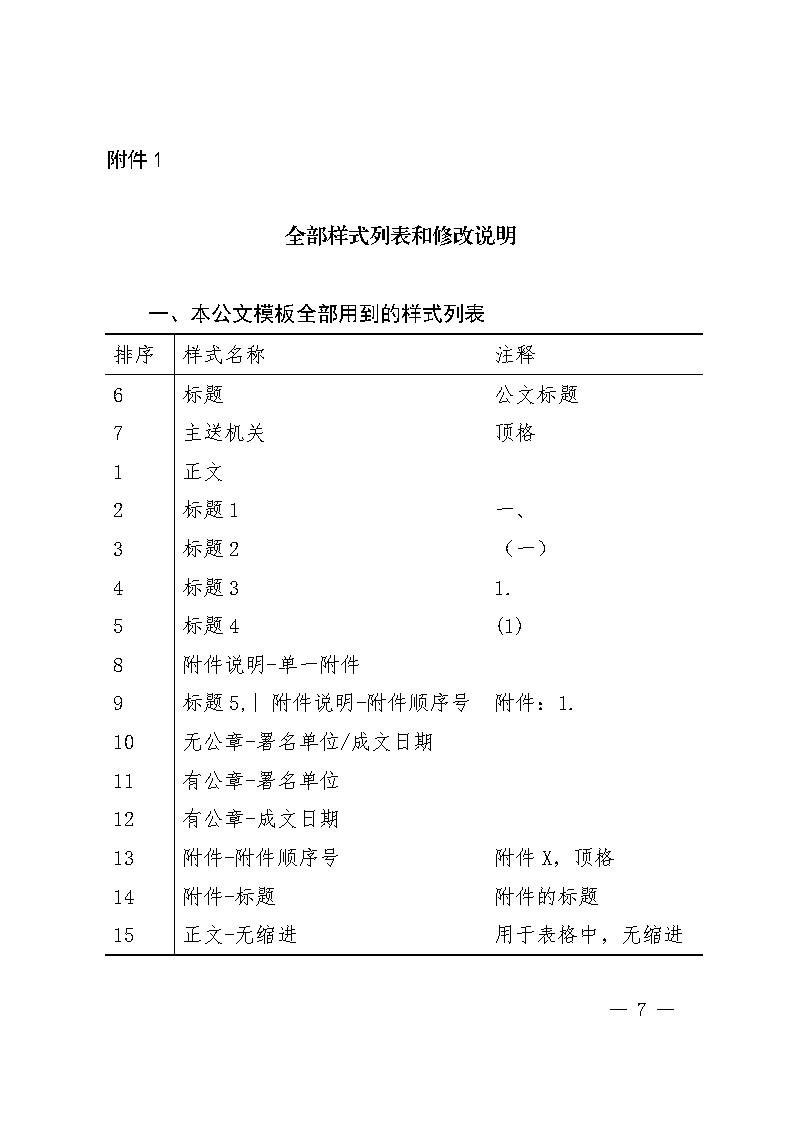 附件 1
全部样式列表和修改说明
一、本公文模板全部用到的样式列表
排序 样式名称 注释
6 标题 公文标题
7 主送机关 顶格
1 正文
2 标题 1 一、
3 标题 2 （一）
4 标题 3 1.
5 标题 4 (1)
8 附件说明-单一附件
9 标题 5,| 附件说明-附件顺序号 附件：1.
10 无公章-署名单位/成文日期
11 有公章-署名单位
12 有公章-成文日期
13 附件-附件顺序号 附件 X，顶格
14 附件-标题 附件的标题
15 正文-无缩进 用于表格中，无缩进
— 7 —